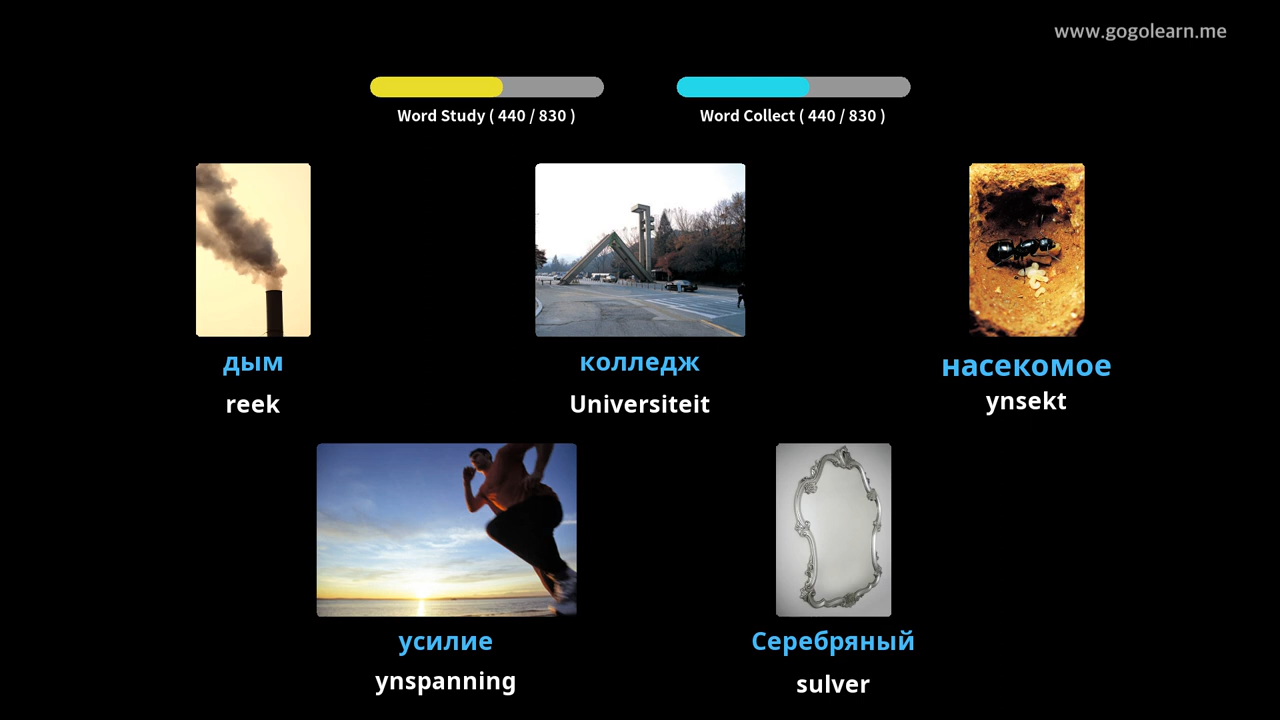 www.gogolearn.me
Word Study ( 440 / 830 )
Word Collect ( 440 / 830 )
дым
reek
колледж
Universiteit
насекомое
ynsekt
усилие
ynspanning
Серебряный
sulver